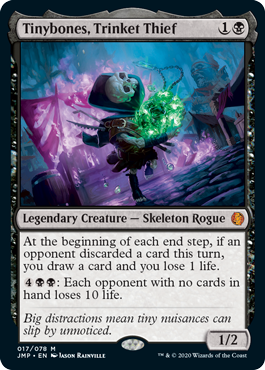 Tinybones, Trinket Thief 1
Legendary Creature — Skeleton Rogue
At the beginning of each end step, if an
opponent discarded a card this turn,
you draw a card and you lose 1 life.
4: Each opponent with no cards in
hand loses 10 life.
Big distractions mean tiny nuisances can
slip by unnoticed.
1/2
017/078 M
JMP • EN JASON RAINVILLE
™ & © 2020 Wizards of the Coast